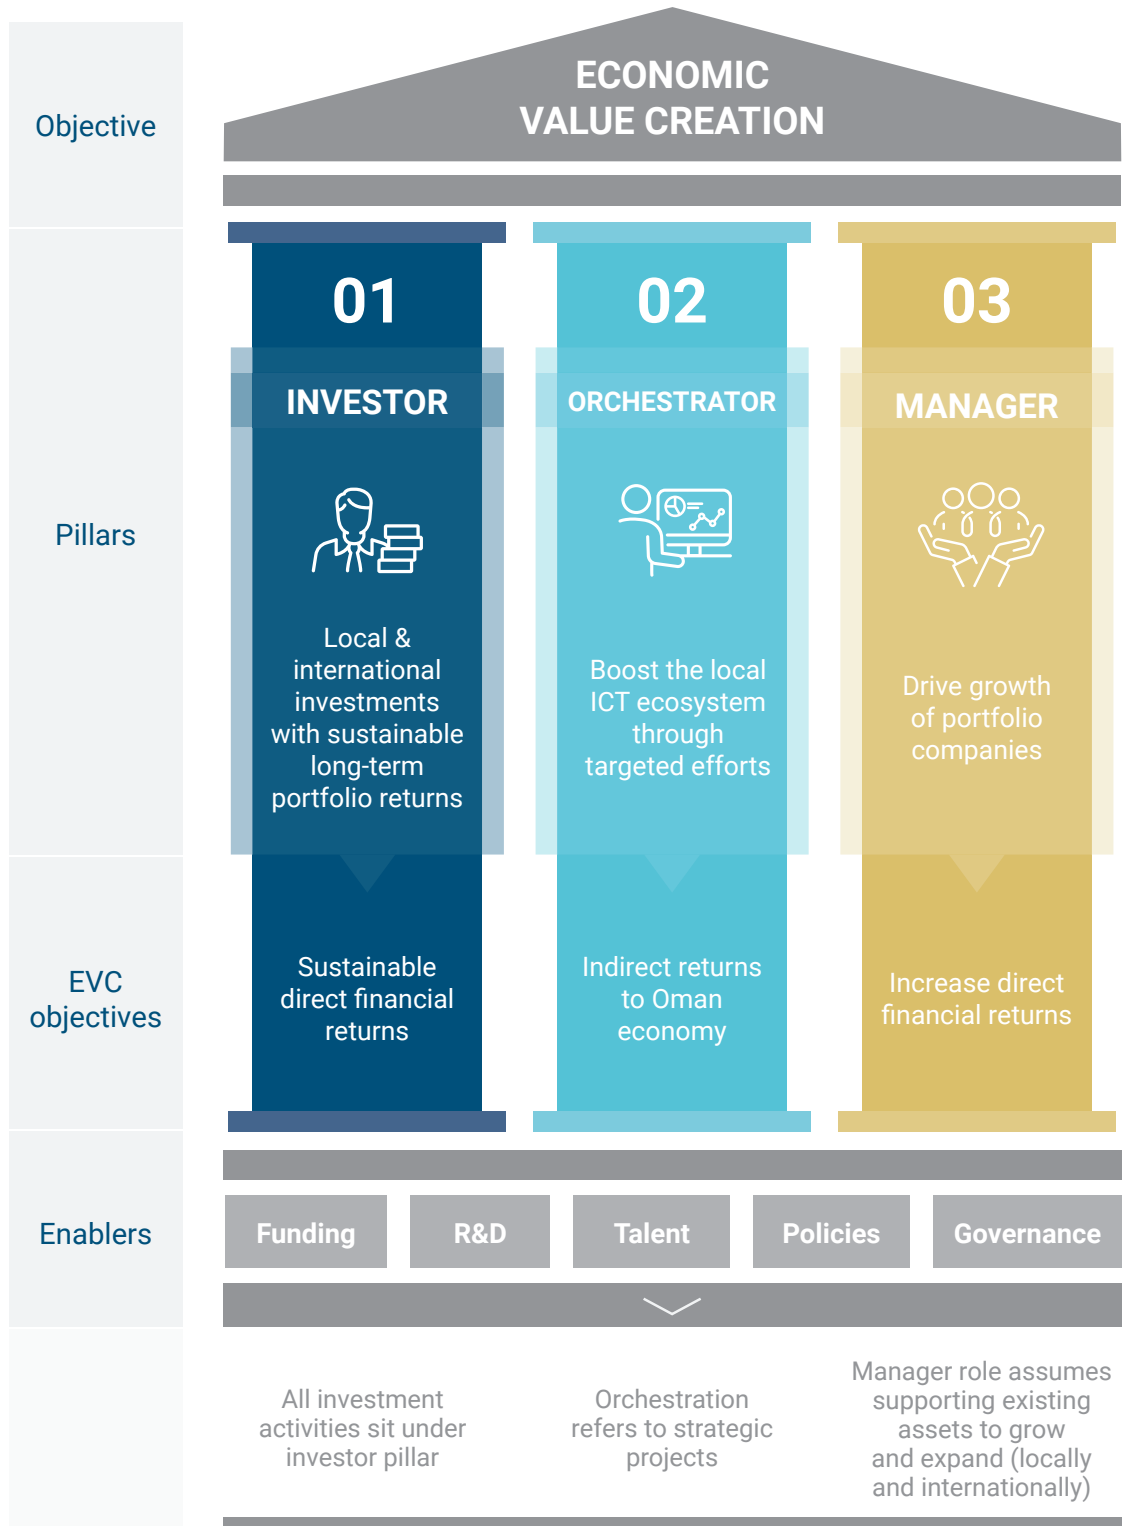 Objective
ECONOMIC
VALUE CREATION
Pillars
01
INVESTOR
Local &
international
investments
with sustainable
long-term
portfolio returns
02
ORCHESTRATOR
Boost the local
ICT ecosystem
through
targeted efforts
03
MANAGER
Drive growth
of portfolio
companies
EVC
objectives
Sustainable
direct financial
returns
Indirect returns
to Oman
economy
Increase direct
financial returns
Enablers
Funding
R&D
Talent
Policies
Governance
All investment
activities sit under
investor pillar
Orchestration
refers to strategic
projects
Manager role assumes
supporting existing
assets to grow
and expand (locally
and internationally)